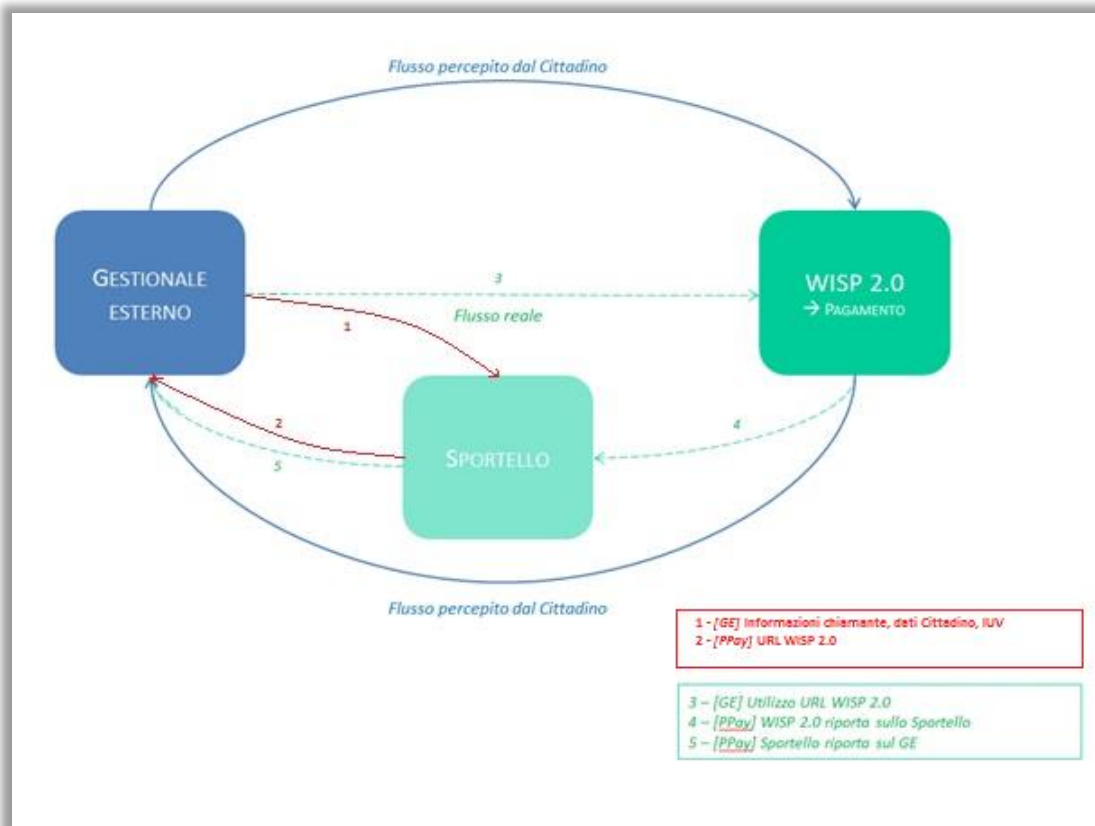 Flusso percepito dal Cittadino
GESTIONALE
ESTERNO
3
Flusso reale
WISP 2.0
→ PAGAMENTO
1
2
5
SPORTELLO
4
Flusso percepito dal Cittadino
1 - [GE] Informazioni chiamante, dati Cittadino, IUV
2 - [PPay] URL WISP 2.0
3 – [GE] Utilizzo URL WISP 2.0
4 – [PPay] WISP 2.0 riporta sullo Sportello
5 – [PPay] Sportello riporta sul GE